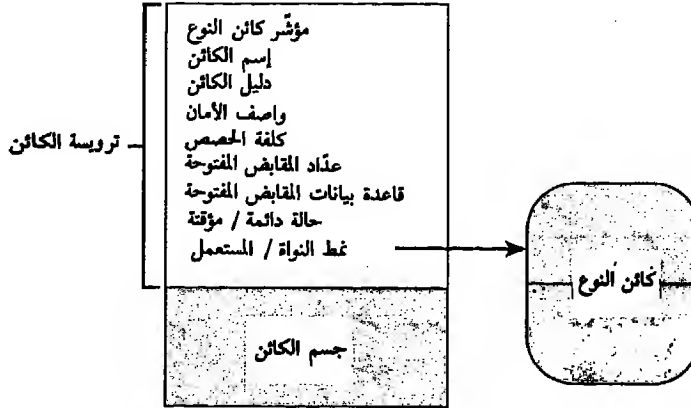 مؤشّر كائن النوع
إسم الكائن
دليل الكائن
واصف الأمان
كلفة الحصص
عدّاد المقابض المفتوحة
قاعدة بيانات المقابض المفتوحة
حالة دائمة / مؤقتة
نمط النواة / المستعمل
ترويسة الكائن
كائن النوع
جسم الكائن